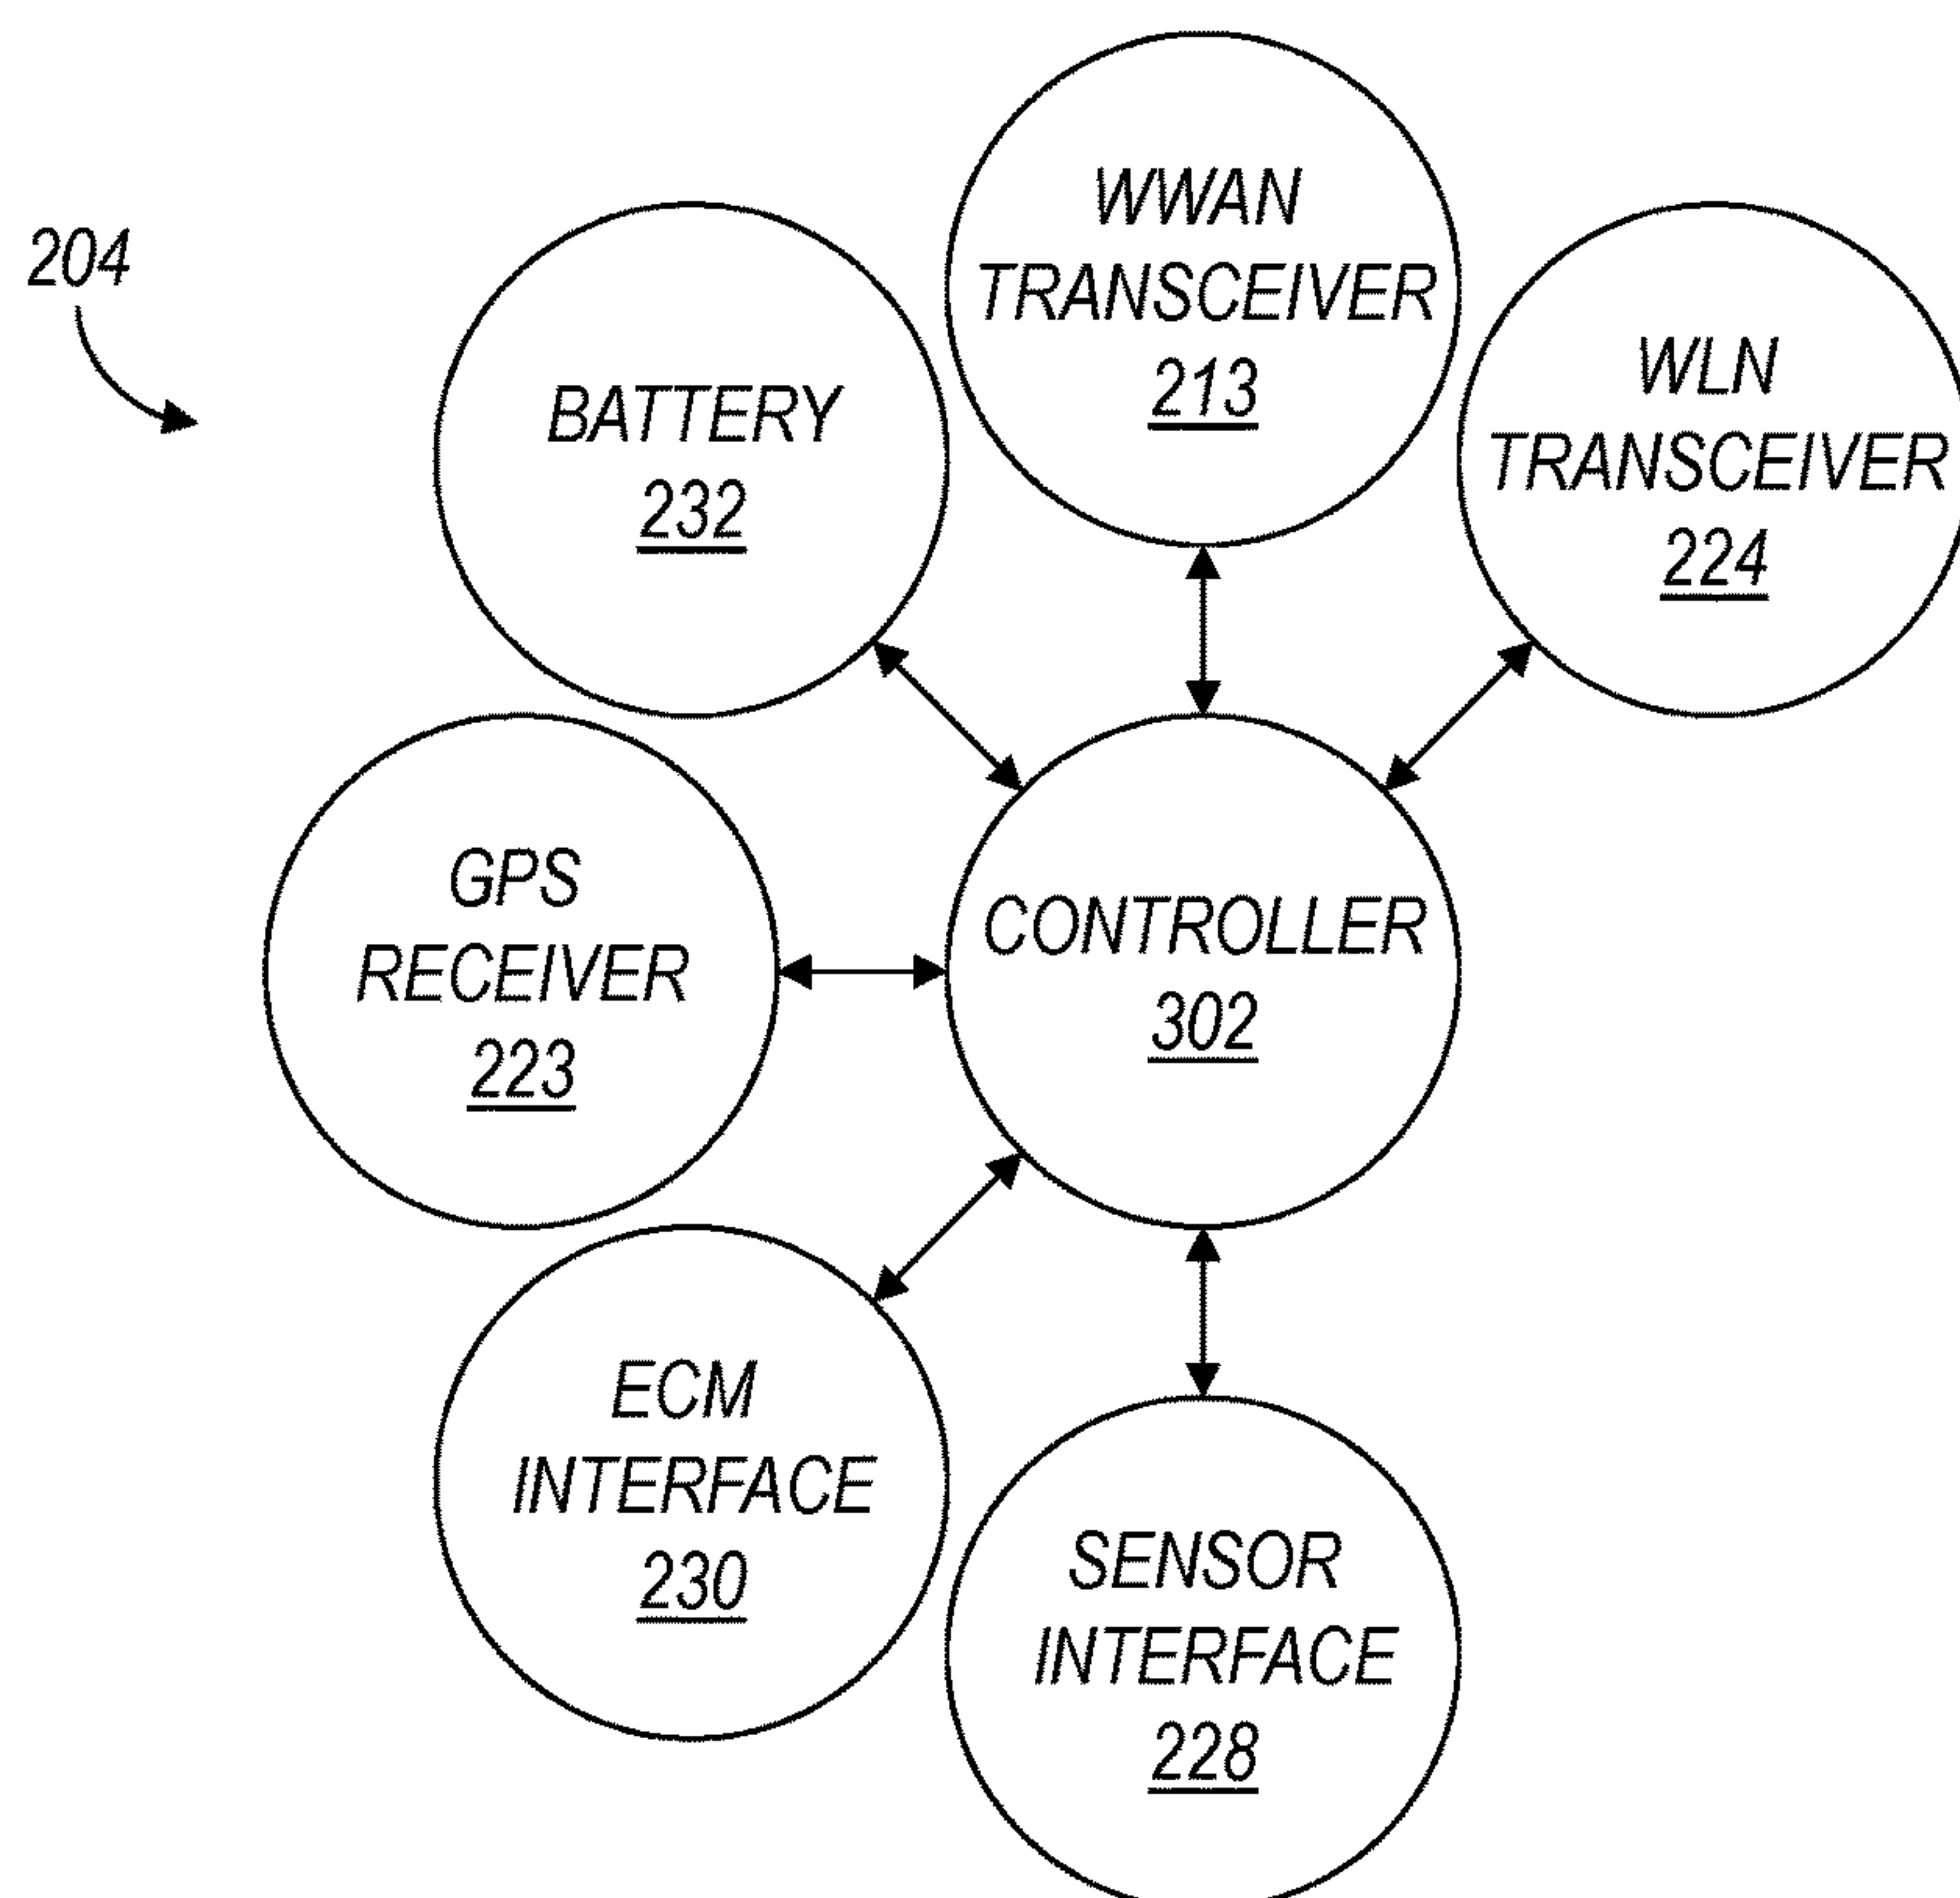 204
WWAN
TRANSCEIVER
213
BATTERY
232
WLN
TRANSCEIVER
224
GPS
RECEIVER
223
CONTROLLER
302
ECM
INTERFACE
230
SENSOR
INTERFACE
228